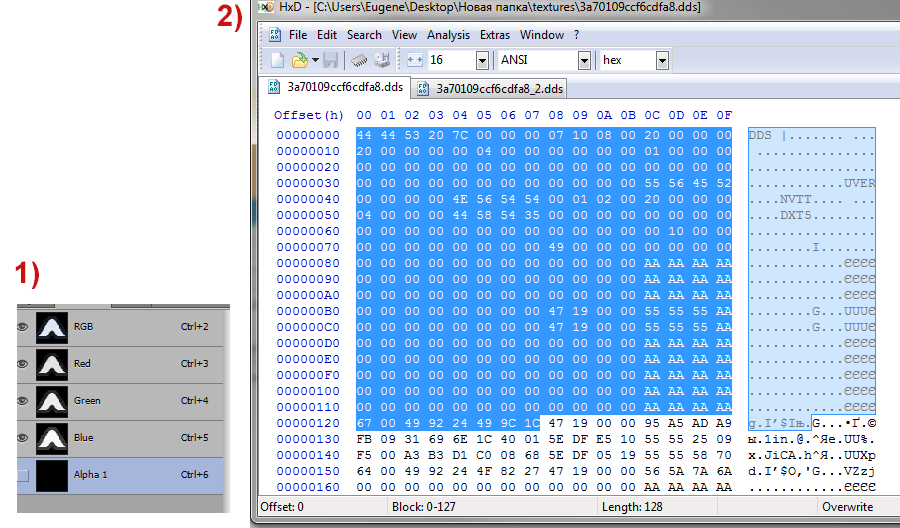 2)
HxD - [C:\Users\Eugene\Desktop\Новая папка\textures\3a70109ccf6cdfa8.dds]
File Edit Search View Analysis Extras Window ?
16 ANSI hex
3a70109ccf6cdfa8.dds 3a70109ccf6cdfa8_2.dds
Offset(h) 00 01 02 03 04 05 06 07 08 09 0A 0B 0C 0D 0E 0F
00000000 44 44 53 20 7C 00 00 00 07 10 08 00 20 00 00 00 DDS |....... ...
00000010 20 00 00 00 00 04 00 00 00 00 00 00 01 00 00 00  ...............
00000020 00 00 00 00 00 00 00 00 00 00 00 00 00 00 00 00 ................
00000030 00 00 00 00 00 00 00 00 00 00 00 00 55 56 45 52 ............UVER
00000040 00 00 00 00 4E 56 54 54 00 01 02 00 20 00 00 00 ....NVTT.... ...
00000050 04 00 00 00 44 58 54 35 00 00 00 00 00 00 00 00 ....DXT5........
00000060 00 00 00 00 00 00 00 00 00 00 00 00 00 10 00 00 ................
00000070 00 00 00 00 00 00 00 00 49 00 00 00 00 00 00 00 ........I.......
00000080 00 00 00 00 00 00 00 00 00 00 00 00 AA AA AA AA ............ЄЄЄЄ
00000090 00 00 00 00 00 00 00 00 00 00 00 00 AA AA AA AA ............ЄЄЄЄ
000000A0 00 00 00 00 00 00 00 00 00 00 00 00 AA AA AA AA ............ЄЄЄЄ
000000B0 00 00 00 00 00 00 00 00 47 19 00 00 55 55 55 AA ........G...UUUЄ
000000C0 00 00 00 00 00 00 00 00 47 19 00 00 55 55 55 AA ........G...UUUЄ
000000D0 00 00 00 00 00 00 00 00 00 00 00 00 AA AA AA AA ............ЄЄЄЄ
000000E0 00 00 00 00 00 00 00 00 00 00 00 00 AA AA AA AA ............ЄЄЄЄ
000000F0 00 00 00 00 00 00 00 00 00 00 00 00 AA AA AA AA ............ЄЄЄЄ
00000100 00 00 00 00 00 00 00 00 00 00 00 00 AA AA AA AA ............ЄЄЄЄ
00000110 00 00 00 00 00 00 00 00 00 00 00 00 AA AA AA AA ............ЄЄЄЄ
00000120 67 00 49 92 24 49 9C 1C 47 19 00 00 95 A5 AD A9 g.I’$Iњ.G...•Ґ.©
00000130 FB 09 31 69 6E 1C 40 01 5E DF E5 10 55 55 25 09 ы.1in.@.^Яе.UU%.
00000140 F5 00 A3 B3 D1 C0 08 68 5E DF 05 19 55 55 58 70 х.ЈіСА.h^Я..UUXp
00000150 64 00 49 92 24 4F 82 27 47 19 00 00 56 5A 7A 6A d.I’$O‚'G...VZzj
00000160 00 00 00 00 00 00 00 00 00 00 00 00 AA AA AA AA ............ЄЄЄЄ
Offset: 0 Block: 0-127 Length: 128 Overwrite
1)
RGB Ctrl+2
Red Ctrl+3
Green Ctrl+4
Blue Ctrl+5
Alpha 1 Ctrl+6